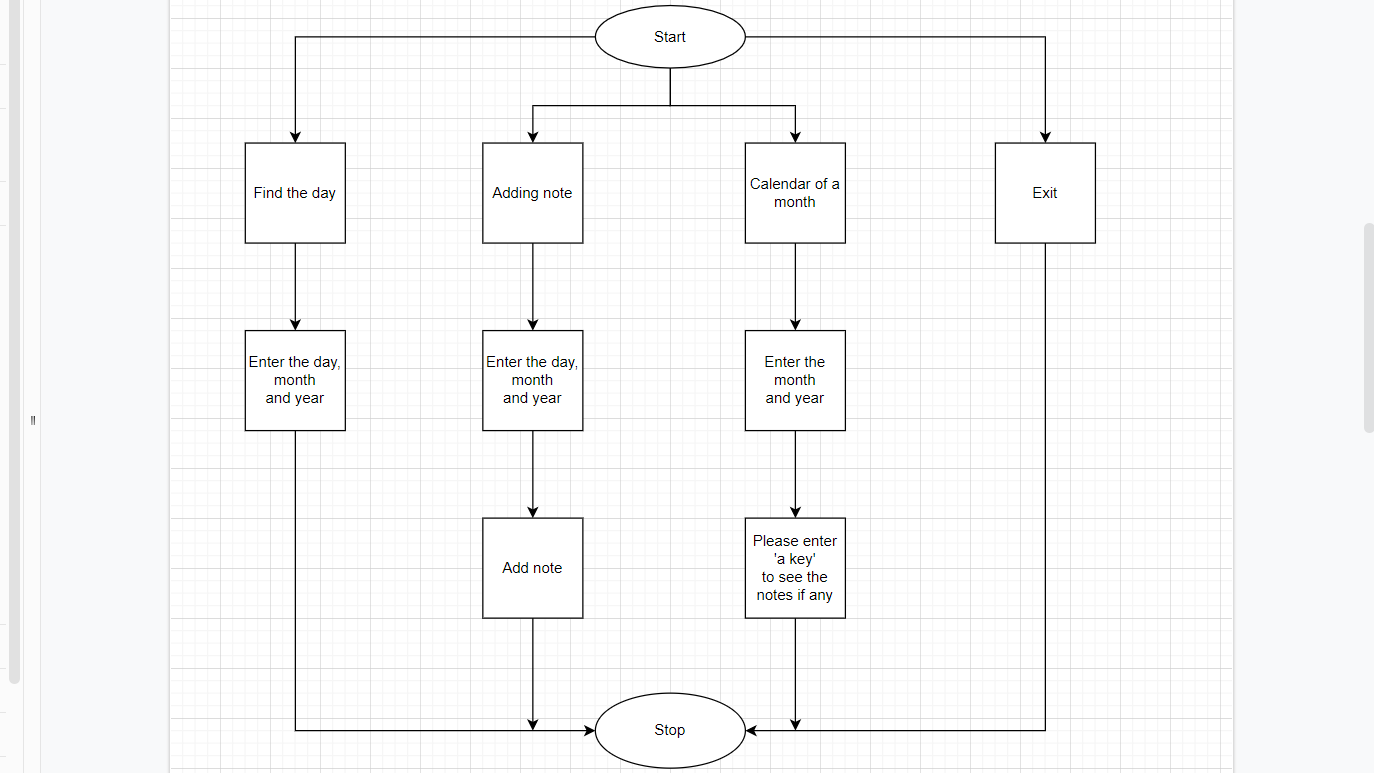 Start
Find the day
Adding note
Calendar of a
month
Exit
Enter the day,
month
and year
Enter the day,
month
and year
Enter the
month
and year
Add note
Please enter
'a key'
to see the
notes if any
Stop